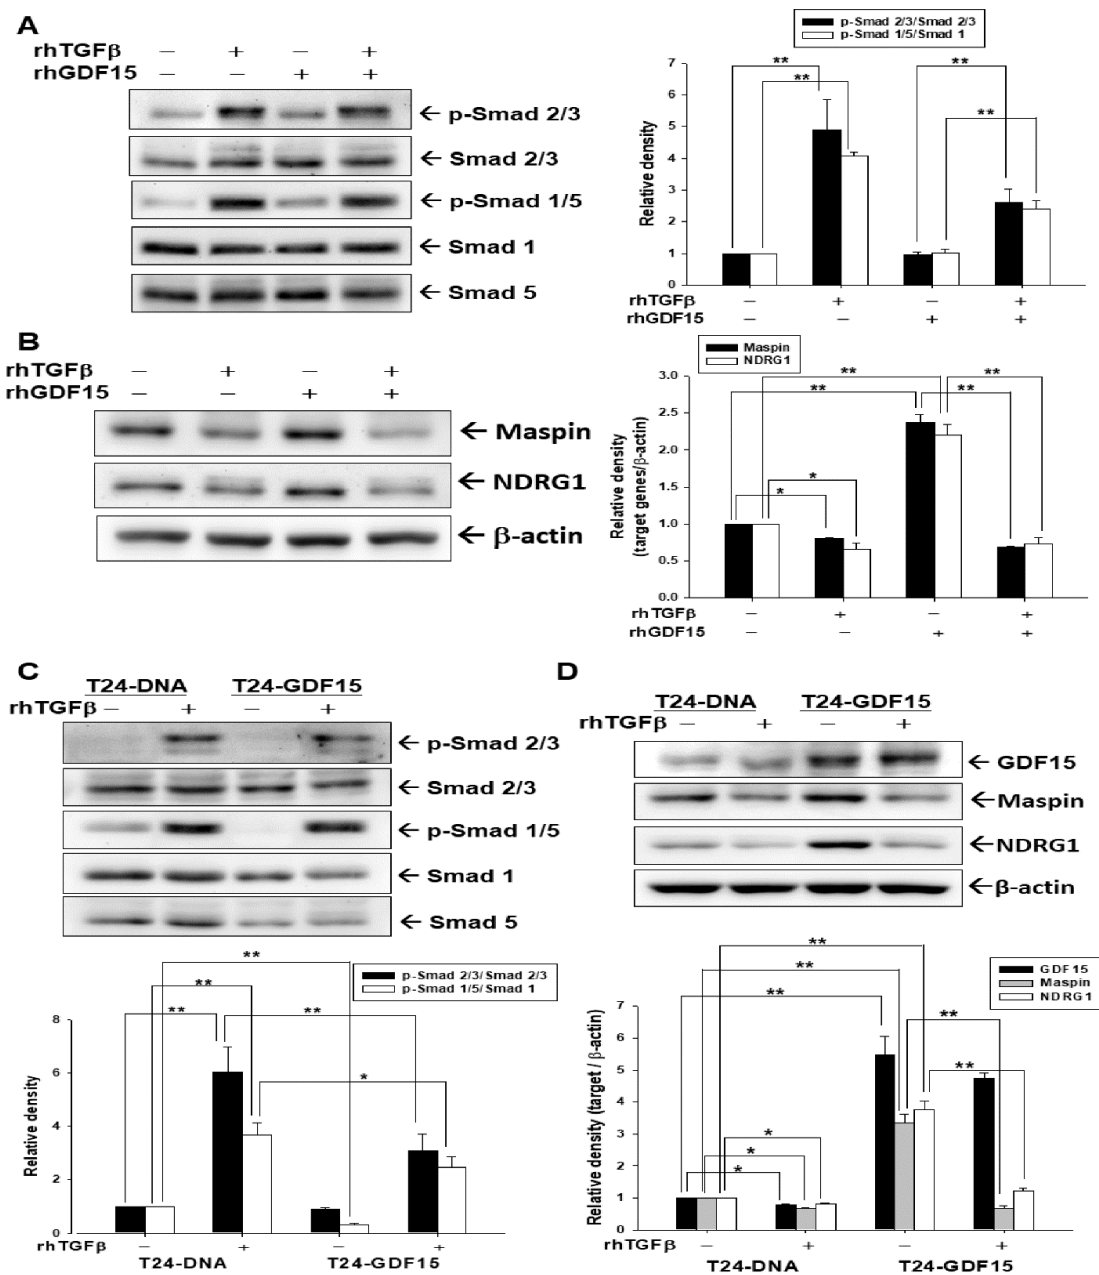 A
rhTGFβ − + − +
rhGDF15 − − + +
← p-Smad 2/3
← Smad 2/3
← p-Smad 1/5
← Smad 1
← Smad 5
p-Smad 2/3/Smad 2/3
p-Smad 1/5/Smad 1
Relative density
7
6
5
4
3
2
1
0
** ** ** **
rhTGFβ − + − +
rhGDF15 − − + +
B
rhTGFβ − + − +
rhGDF15 − − + +
← Maspin
← NDRG1
← β-actin
Maspin
NDRG1
Relative density
(target genes/β-actin)
3.0
2.5
2.0
1.5
1.0
0.5
0.0
** ** ** **
* *
rhTGFβ − + − +
rhGDF15 − − + +
C
T24-DNA T24-GDF15
rhTGFβ − + − +
← p-Smad 2/3
← Smad 2/3
← p-Smad 1/5
← Smad 1
← Smad 5
p-Smad 2/3/Smad 2/3
p-Smad 1/5/Smad 1
Relative density
8
6
4
2
0
** ** ** ** *
rhTGFβ − + − +
T24-DNA T24-GDF15
D
T24-DNA T24-GDF15
rhTGFβ − + − +
← GDF15
← Maspin
← NDRG1
← β-actin
GDF15
Maspin
NDRG1
Relative density (target / β-actin)
7
6
5
4
3
2
1
0
** ** ** ** **
* * *
rhTGFβ − + − +
T24-DNA T24-GDF15